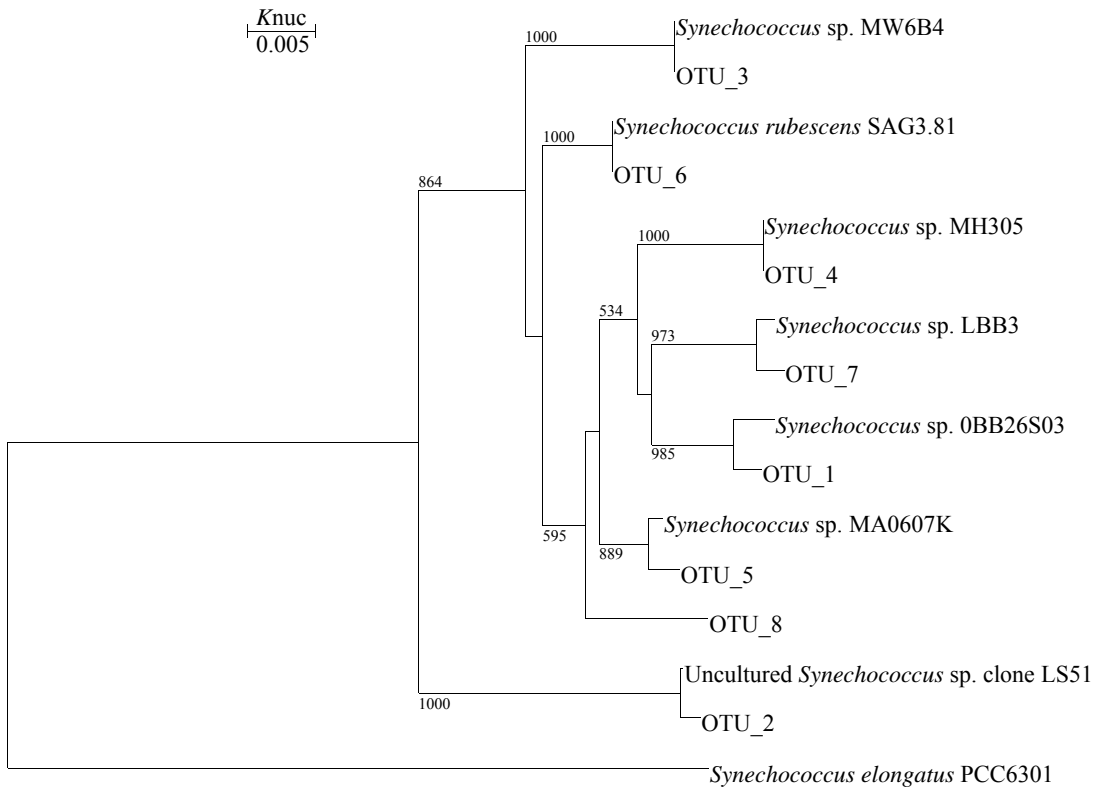 Knuc
0.005
1000
Synechococcus sp. MW6B4
OTU_3
1000
Synechococcus rubescens SAG3.81
OTU_6
864
1000
Synechococcus sp. MH305
OTU_4
534
973
Synechococcus sp. LBB3
OTU_7
985
Synechococcus sp. 0BB26S03
OTU_1
595
889
Synechococcus sp. MA0607K
OTU_5
OTU_8
1000
Uncultured Synechococcus sp. clone LS51
OTU_2
Synechococcus elongatus PCC6301